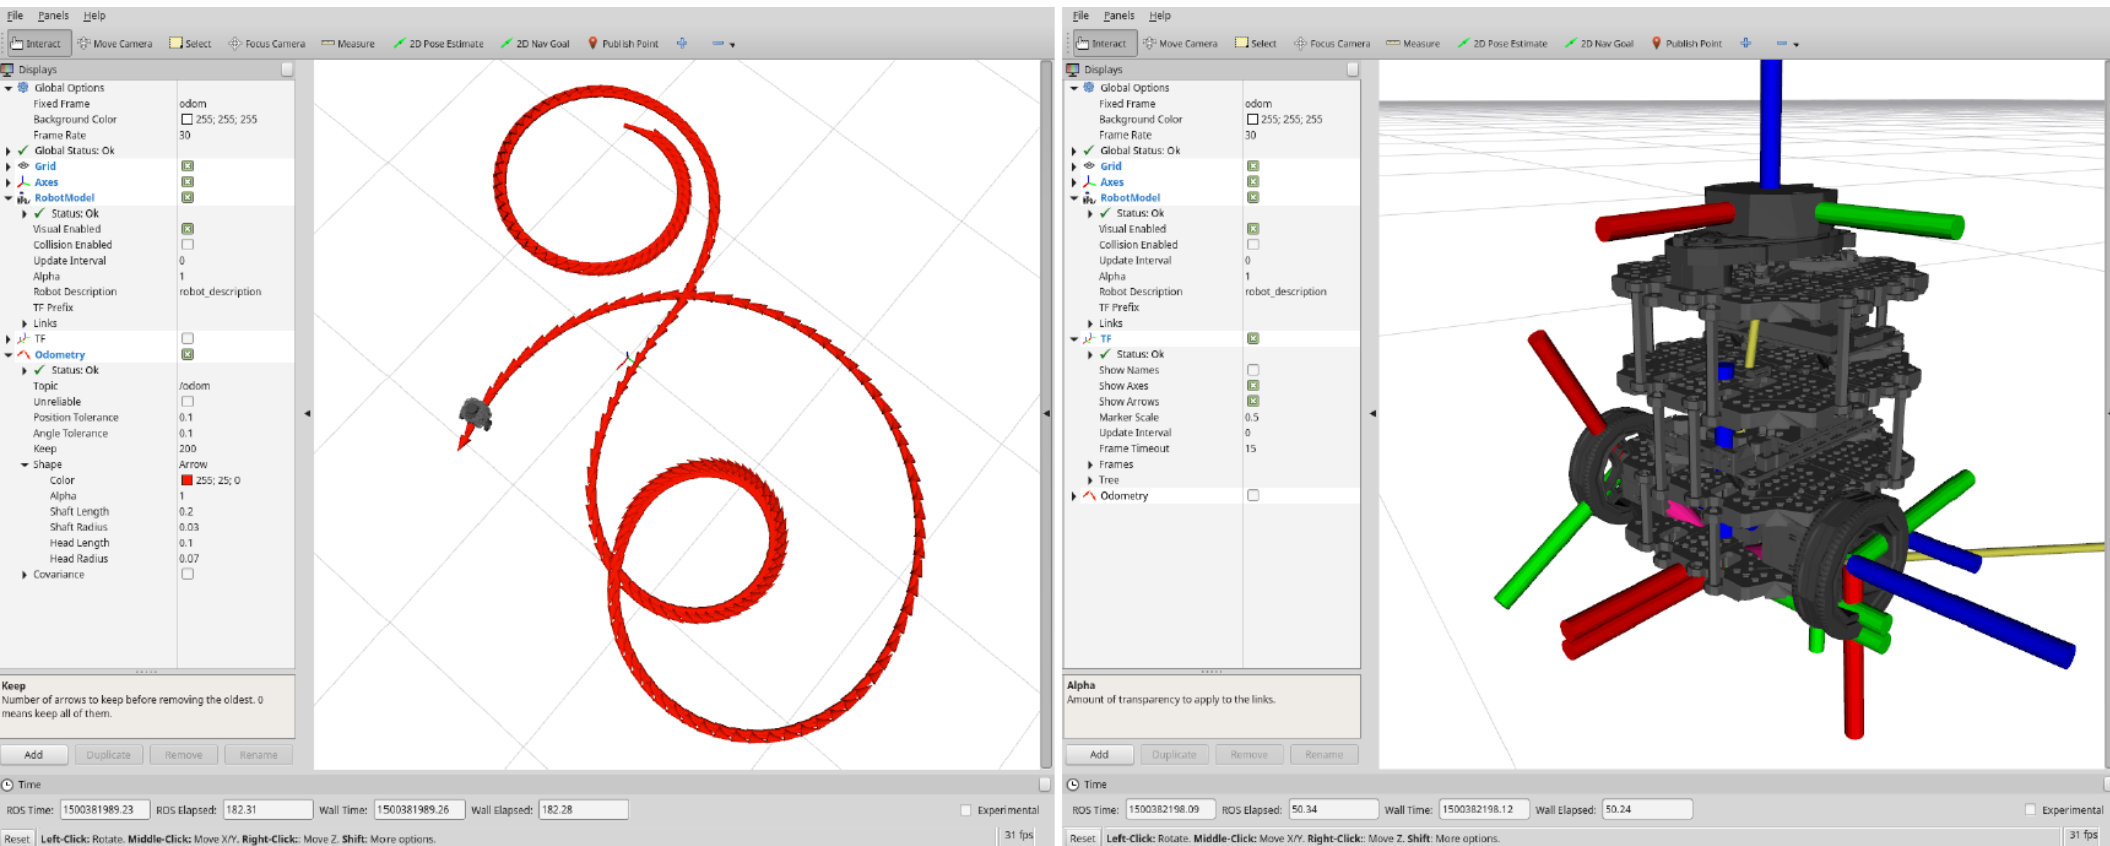 File Panels Help
Interact Move Camera Select Focus Camera Measure 2D Pose Estimate 2D Nav Goal Publish Point
Displays
Global Options
Fixed Frame odom
Background Color 255; 255; 255
Frame Rate 30
Global Status: Ok
Grid
Axes
RobotModel
Status: Ok
Visual Enabled
Collision Enabled
Update Interval 0
Alpha 1
Robot Description robot_description
TF Prefix
Links
TF
Odometry
Status: Ok
Topic /odom
Unreliable
Position Tolerance 0.1
Angle Tolerance 0.1
Keep 200
Shape Arrow
Color 255; 25; 0
Alpha 1
Shaft Length 0.2
Shaft Radius 0.03
Head Length 0.1
Head Radius 0.07
Covariance
Keep
Number of arrows to keep before removing the oldest. 0
means keep all of them.
Add Duplicate Remove Rename
Time
ROS Time: 1500381989.23 ROS Elapsed: 182.31 Wall Time: 1500381989.26 Wall Elapsed: 182.28 Experimental
Reset Left-Click: Rotate. Middle-Click: Move X/Y. Right-Click: Move Z. Shift: More options. 31 fps
File Panels Help
Interact Move Camera Select Focus Camera Measure 2D Pose Estimate 2D Nav Goal Publish Point
Displays
Global Options
Fixed Frame odom
Background Color 255; 255; 255
Frame Rate 30
Global Status: Ok
Grid
Axes
RobotModel
Status: Ok
Visual Enabled
Collision Enabled
Update Interval 0
Alpha 1
Robot Description robot_description
TF Prefix
Links
TF
Status: Ok
Show Names
Show Axes
Show Arrows
Marker Scale 0.5
Update Interval 0
Frame Timeout 15
Frames
Tree
Odometry
Alpha
Amount of transparency to apply to the links.
Add Duplicate Remove Rename
Time
ROS Time: 1500382198.09 ROS Elapsed: 50.34 Wall Time: 1500382198.12 Wall Elapsed: 50.24 Experimental
Reset Left-Click: Rotate. Middle-Click: Move X/Y. Right-Click: Move Z. Shift: More options. 31 fps